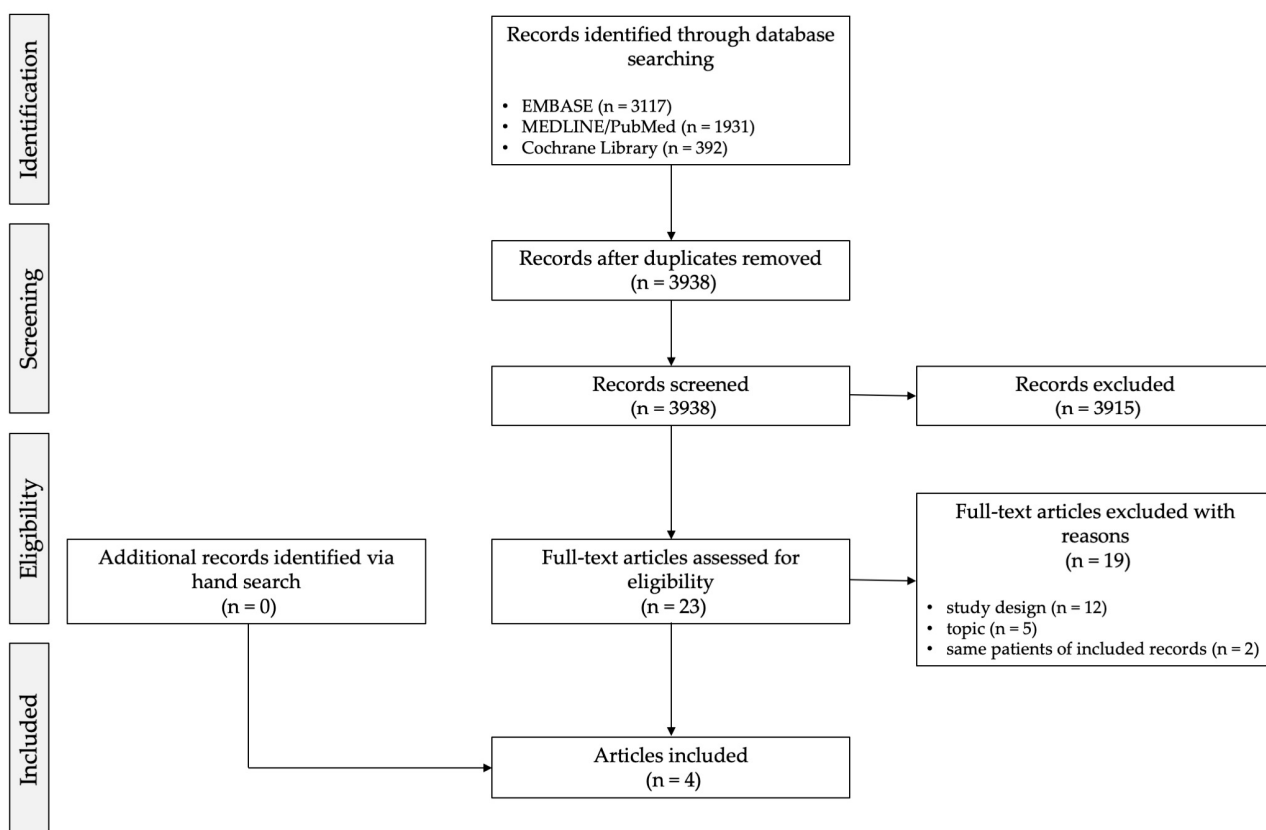 Identification
Records identified through database
searching
• EMBASE (n = 3117)
• MEDLINE/PubMed (n = 1931)
• Cochrane Library (n = 392)
Screening
Records after duplicates removed
(n = 3938)
Records screened
(n = 3938)
Records excluded
(n = 3915)
Eligibility
Additional records identified via
hand search
(n = 0)
Full-text articles assessed for
eligibility
(n = 23)
Full-text articles excluded with
reasons
(n = 19)
• study design (n = 12)
• topic (n = 5)
• same patients of included records (n = 2)
Included
Articles included
(n = 4)